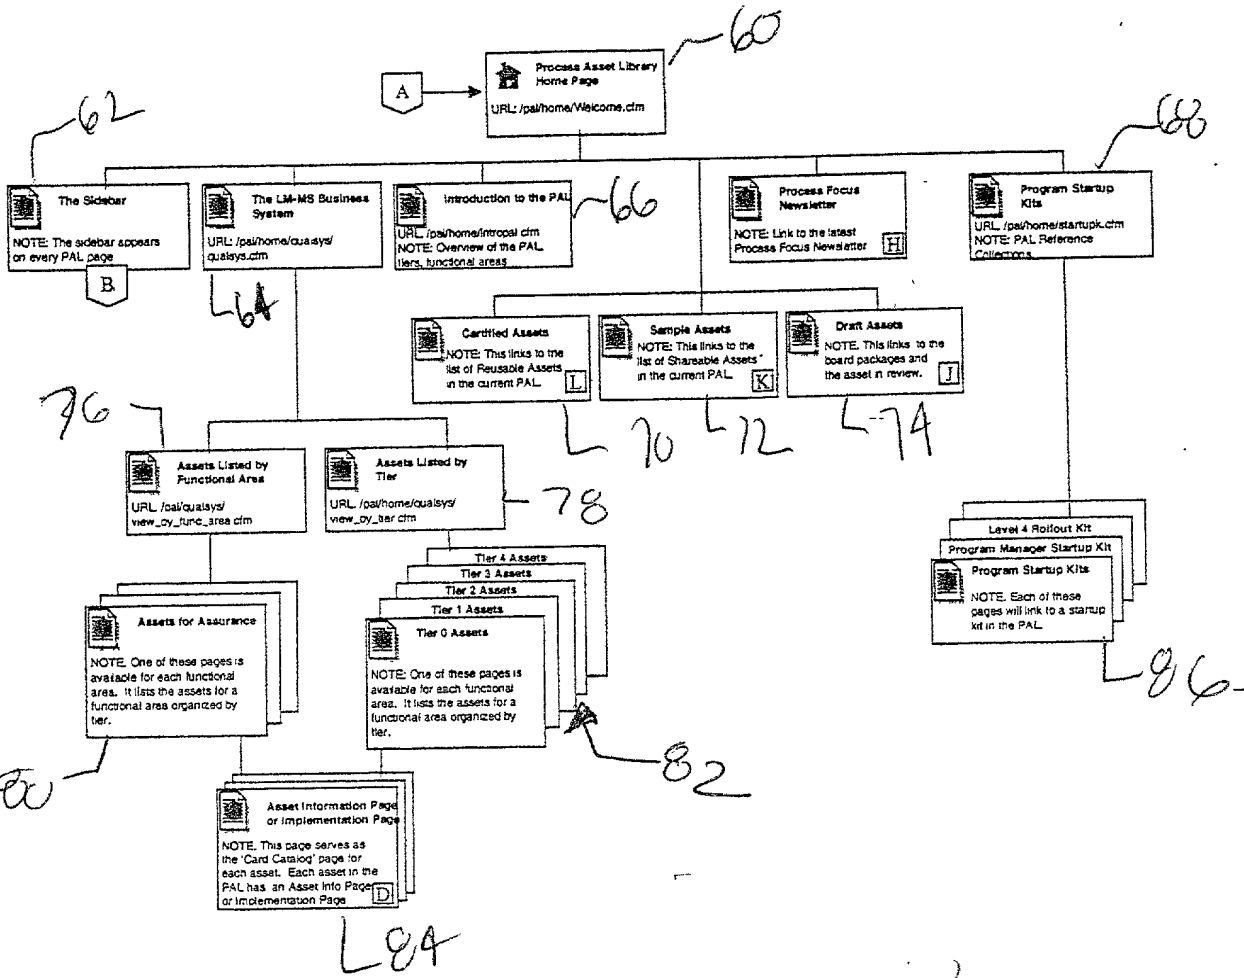 60
Process Asset Library
Home Page
A
URL: /pal/home/Welcome.cfm
62
68
The Sidebar
NOTE: The sidebar appears
on every PAL page
B
The LM-MS Business
System
URL: /pal/home/qualsys/
qualsys.cfm
64
Introduction to the PAL
URL: /pal/home/intropal.cfm
NOTE: Overview of the PAL
tiers, functional areas
66
Process Focus
Newsletter
NOTE: Link to the latest
Process Focus Newsletter
H
Program Startup
Kits
URL: /pal/home/startupk.cfm
NOTE: PAL Reference
Collections
Certified Assets
NOTE: This links to the
list of Reusable Assets
in the current PAL.
L
70
Sample Assets
NOTE: This links to the
list of Shareable Assets"
in the current PAL.
K
72
Draft Assets
NOTE. This links to the
board packages and
the asset in review.
J
74
76
Assets Listed by
Functional Area
URL. /pal/qualsys/
view_by_func_area.cfm
Assets Listed by
Tier
URL. /pal/home/qualsys/
view_by_tier.cfm
78
Level 4 Rollout Kit
Program Manager Startup Kit
Program Startup Kits
NOTE. Each of these
pages will link to a startup
kit in the PAL.
86
Assets for Assurance
NOTE. One of these pages is
available for each functional
area. It lists the assets for a
functional area organized by
tier.
80
Tier 4 Assets
Tier 3 Assets
Tier 2 Assets
Tier 1 Assets
Tier 0 Assets
NOTE: One of these pages is
available for each functional
area. It lists the assets for a
functional area organized by
tier.
82
Asset Information Page
or Implementation Page
NOTE. This page serves as
the 'Card Catalog' page for
each asset. Each asset in the
PAL has an Asset Info Page
or Implementation Page
D
84